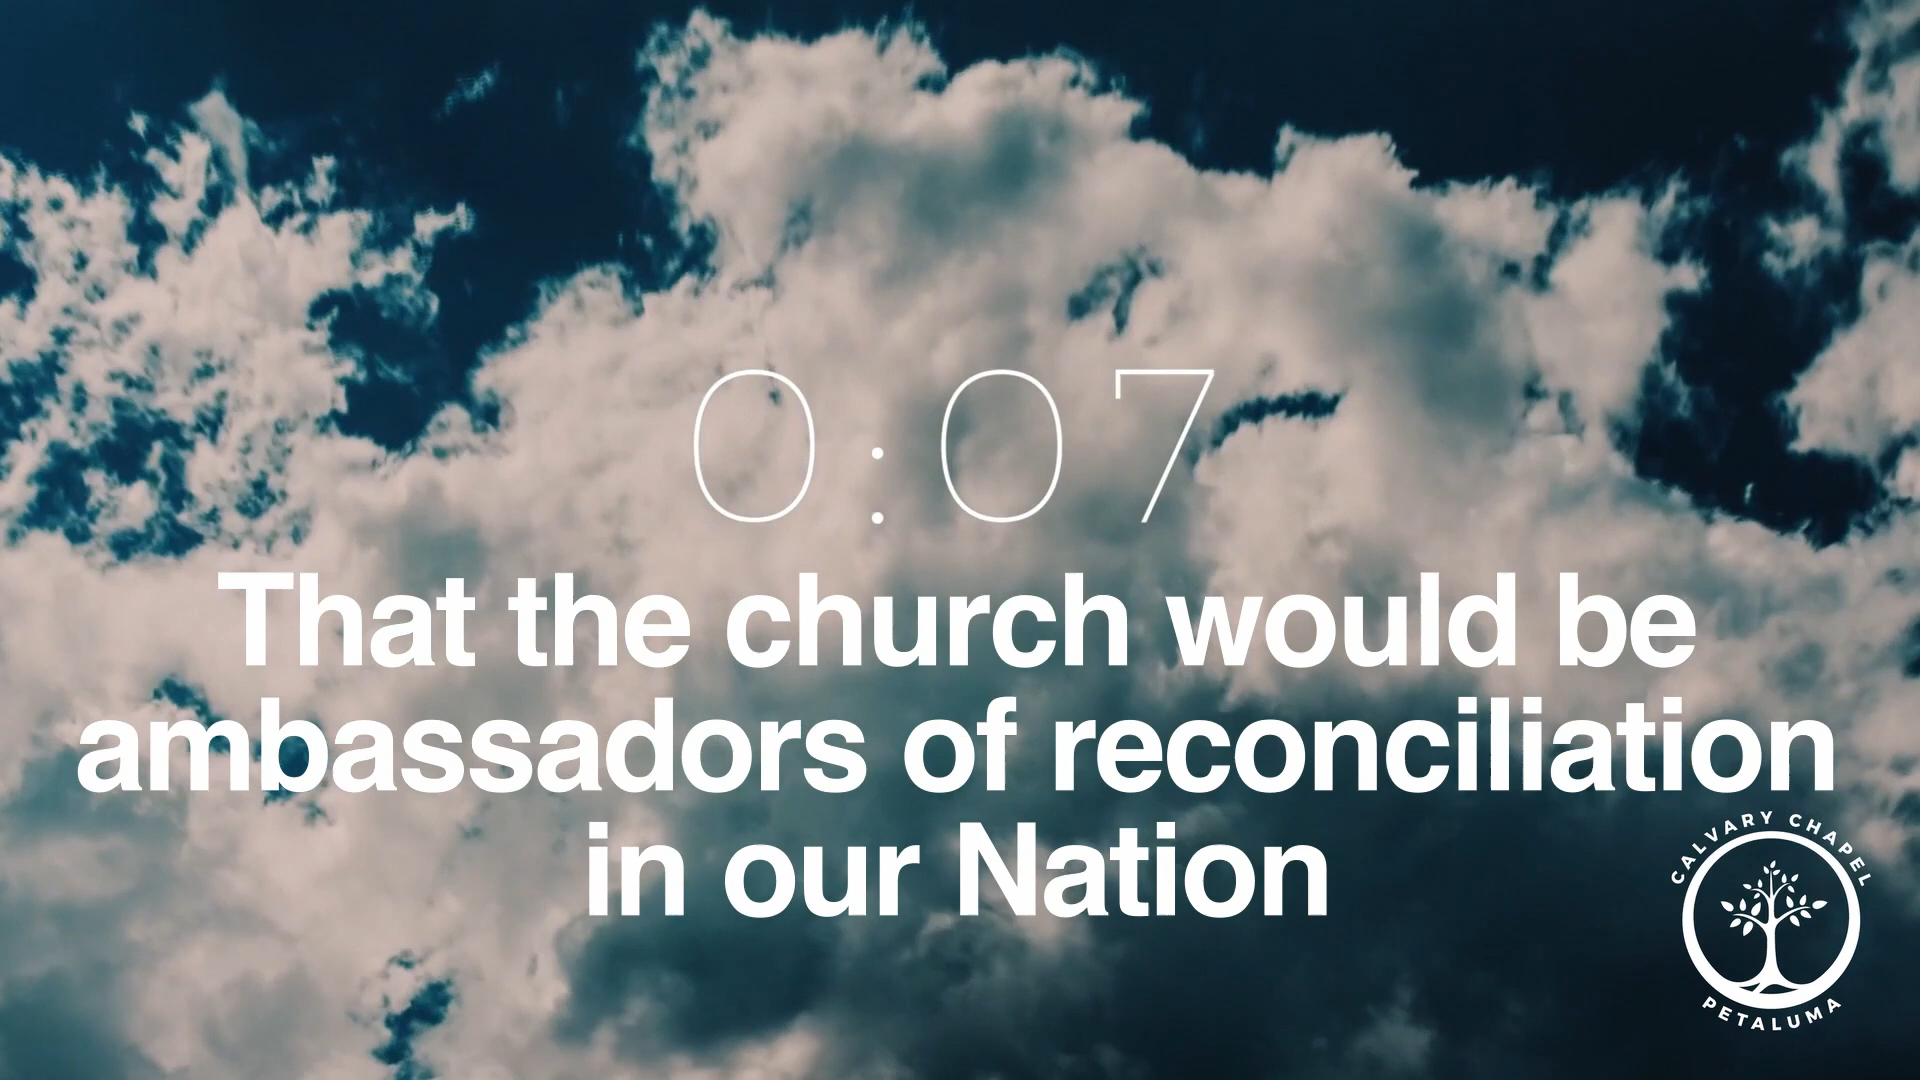 0:07
That the church would be
ambassadors of reconciliation
in our Nation
CALVARY CHAPEL
PETALUMA